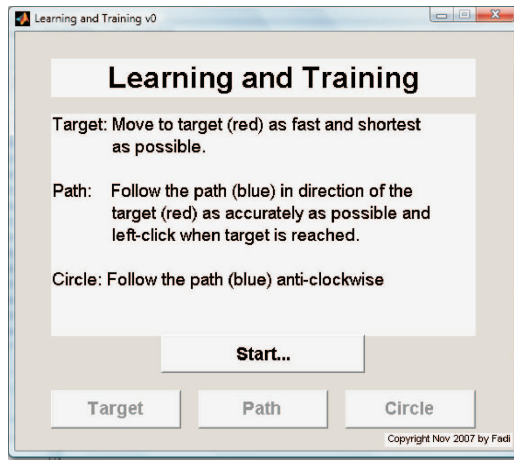 Learning and Training v0
Learning and Training
Target: Move to target (red) as fast and shortest
as possible.
Path: Follow the path (blue) in direction of the
target (red) as accurately as possible and
left-click when target is reached.
Circle: Follow the path (blue) anti-clockwise
Start...
Target Path Circle
Copyright Nov 2007 by Fadi